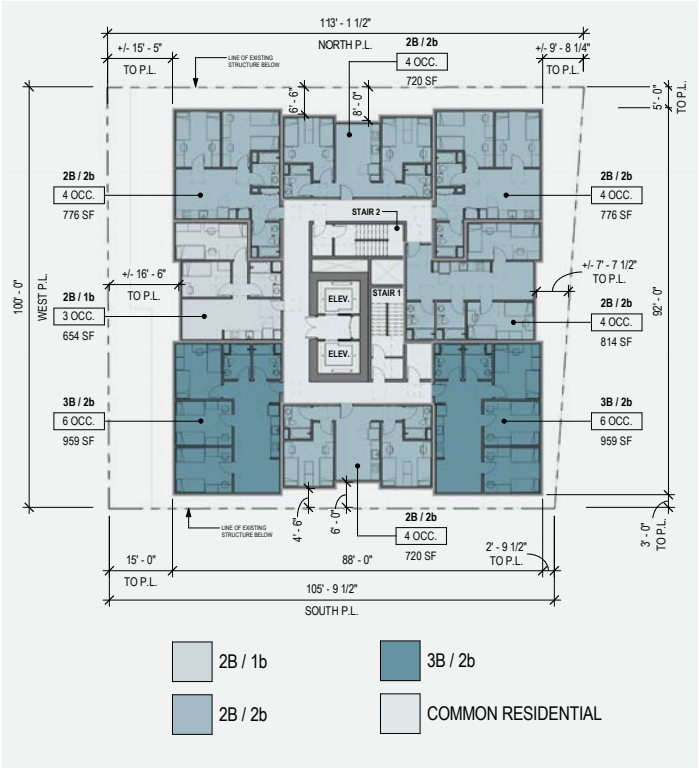 113' - 1 1/2"
NORTH P.L.
+/- 15' - 5"
TO P.L.
LINE OF EXISTING
STRUCTURE BELOW
2B / 2b
4 OCC.
720 SF
+/- 9' - 8 1/4"
TO P.L.
6' - 6"
8' - 0"
5' - 0"
TO P.L.
2B / 2b
4 OCC.
776 SF
2B / 2b
4 OCC.
776 SF
STAIR 2
+/- 16' - 6"
TO P.L.
+/- 7' - 7 1/2"
TO P.L.
100' - 0"
WEST P.L.
92' - 0"
ELEV.
STAIR 1
ELEV.
2B / 1b
3 OCC.
654 SF
2B / 2b
4 OCC.
814 SF
3B / 2b
6 OCC.
959 SF
3B / 2b
6 OCC.
959 SF
LINE OF EXISTING
STRUCTURE BELOW
4' - 6"
6' - 0"
2B / 2b
4 OCC.
720 SF
3' - 0"
TO P.L.
15' - 0"
TO P.L.
88' - 0"
2' - 9 1/2"
TO P.L.
105' - 9 1/2"
SOUTH P.L.
2B / 1b
3B / 2b
2B / 2b
COMMON RESIDENTIAL